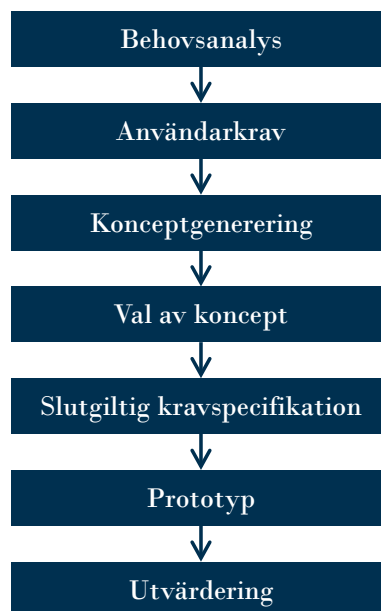 Behovsanalys
Användarkrav
Konceptgenerering
Val av koncept
Slutgiltig kravspecifikation
Prototyp
Utvärdering